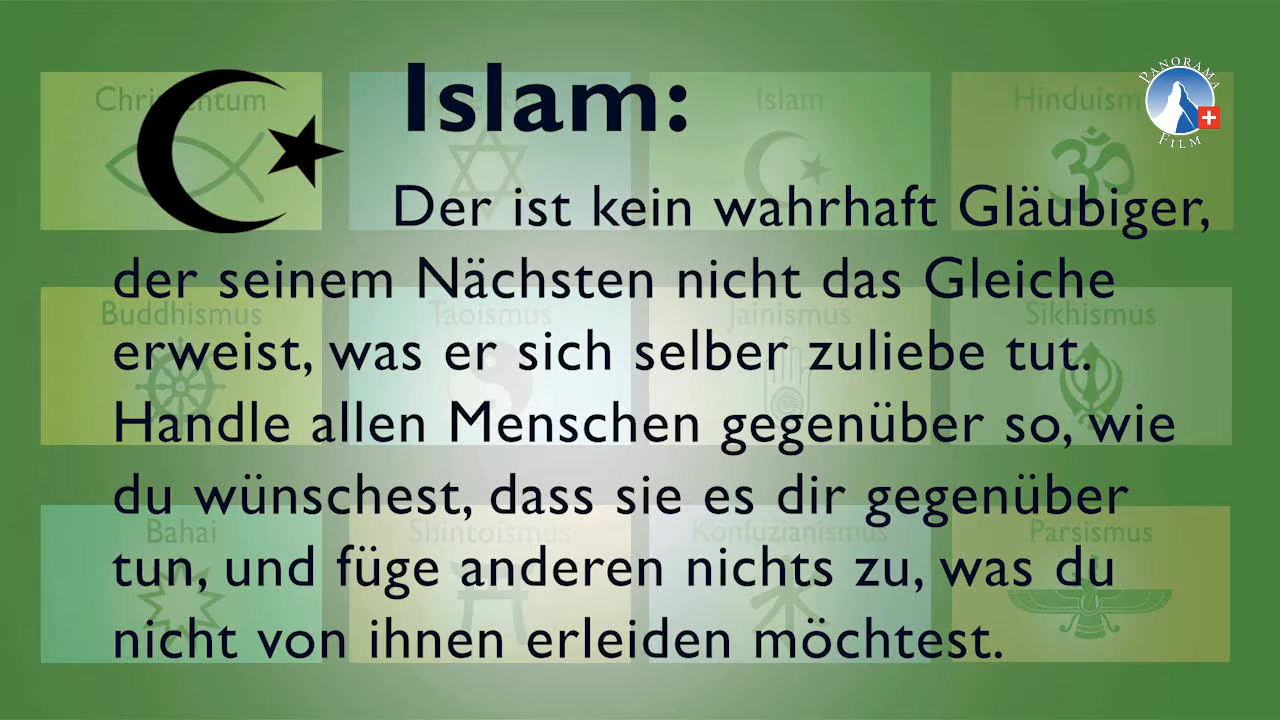 Islam:
Der ist kein wahrhaft Gläubiger,
der seinem Nächsten nicht das Gleiche
erweist, was er sich selber zuliebe tut.
Handle allen Menschen gegenüber so, wie
du wünschest, dass sie es dir gegenüber
tun, und füge anderen nichts zu, was du
nicht von ihnen erleiden möchtest.
PANORAMA
FILM
Islam
Buddhismus
Taoismus
Jainismus
Sikhismus
Bahai
Shintoismus
Konfuzianismus
Parsismus